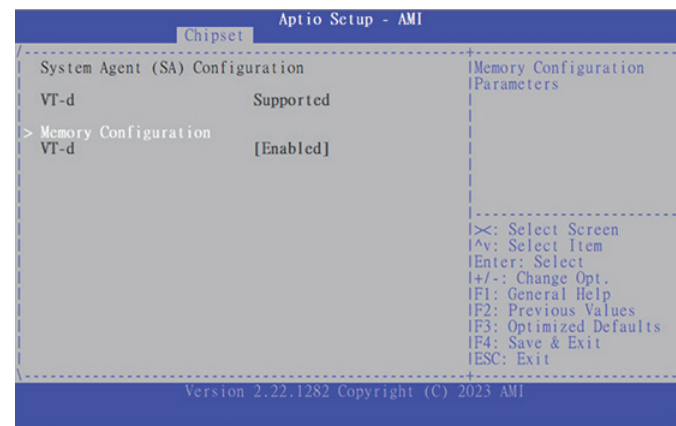 Aptio Setup - AMI
Chipset
System Agent (SA) Configuration
VT-d Supported
> Memory Configuration
VT-d [Enabled]
Memory Configuration
Parameters
><: Select Screen
^v: Select Item
Enter: Select
+/-: Change Opt.
F1: General Help
F2: Previous Values
F3: Optimized Defaults
F4: Save & Exit
ESC: Exit
Version 2.22.1282 Copyright (C) 2023 AMI